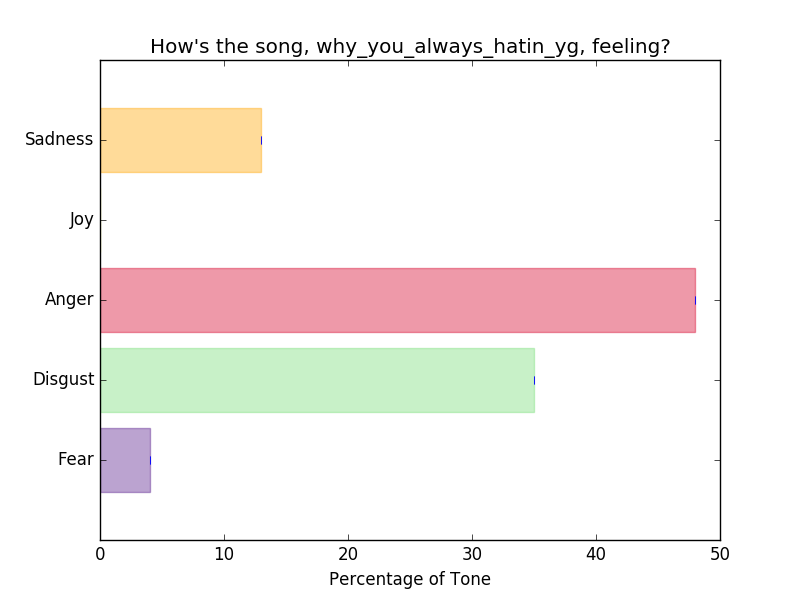 How's the song, why_you_always_hatin_yg, feeling?
Sadness
Joy
Anger
Disgust
Fear
0 10 20 30 40 50
Percentage of Tone